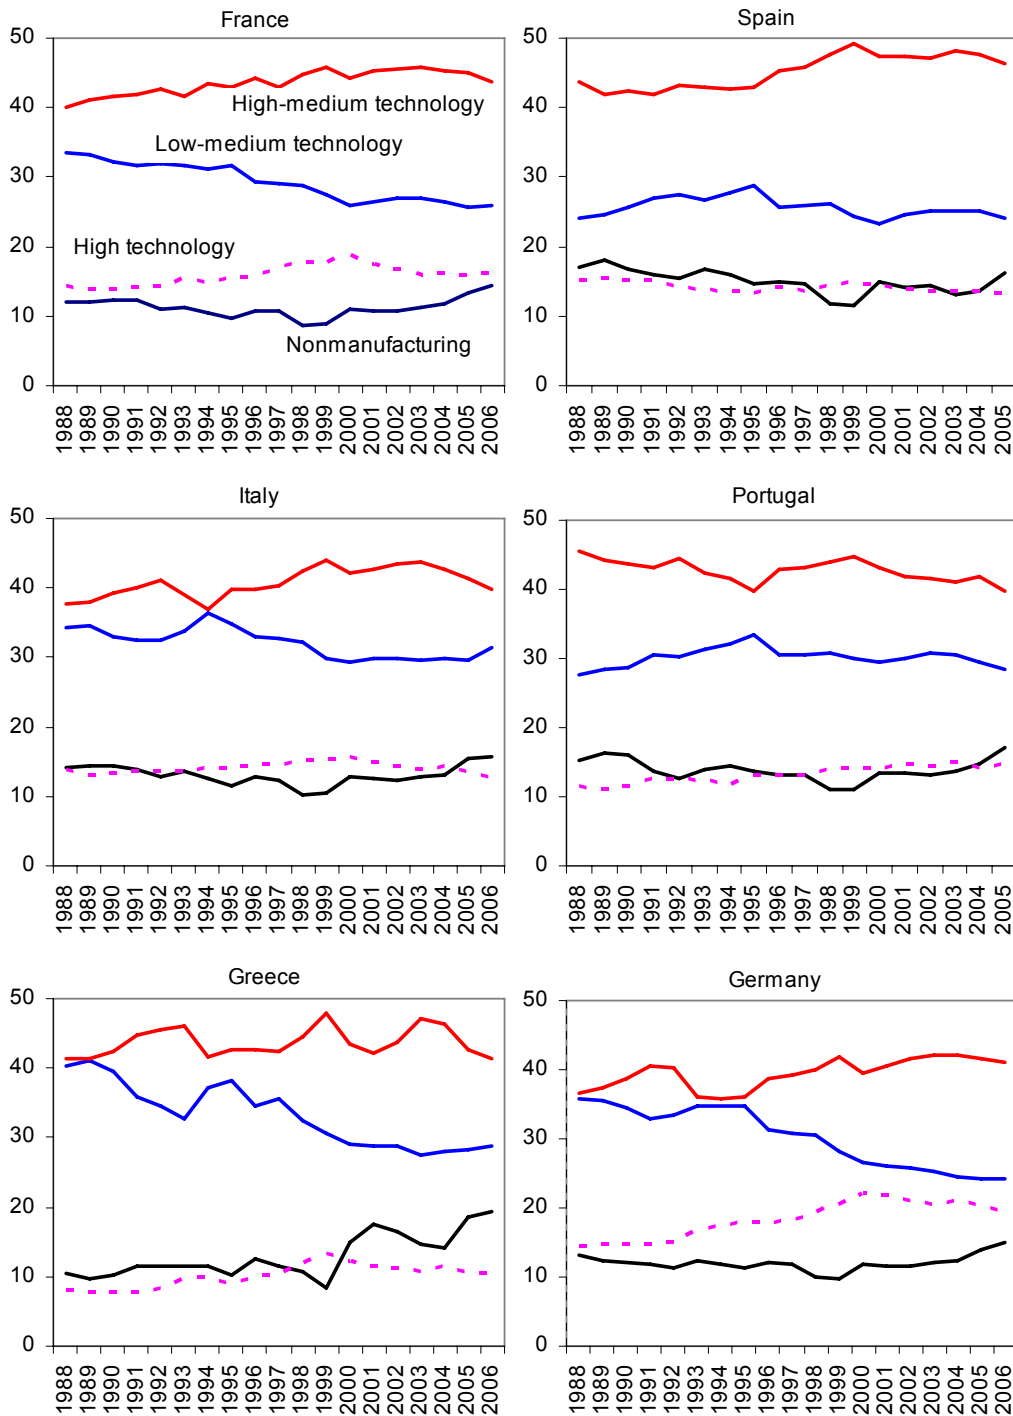 France
50
40
30
20
10
0
High-medium technology
Low-medium technology
High technology
Nonmanufacturing
1988 1989 1990 1991 1992 1993 1994 1995 1996 1997 1998 1999 2000 2001 2002 2003 2004 2005 2006
Spain
50
40
30
20
10
0
1988 1989 1990 1991 1992 1993 1994 1995 1996 1997 1998 1999 2000 2001 2002 2003 2004 2005
Italy
50
40
30
20
10
0
1988 1989 1990 1991 1992 1993 1994 1995 1996 1997 1998 1999 2000 2001 2002 2003 2004 2005 2006
Portugal
50
40
30
20
10
0
1988 1989 1990 1991 1992 1993 1994 1995 1996 1997 1998 1999 2000 2001 2002 2003 2004 2005
Greece
50
40
30
20
10
0
1988 1989 1990 1991 1992 1993 1994 1995 1996 1997 1998 1999 2000 2001 2002 2003 2004 2005 2006
Germany
50
40
30
20
10
0
1988 1989 1990 1991 1992 1993 1994 1995 1996 1997 1998 1999 2000 2001 2002 2003 2004 2005 2006